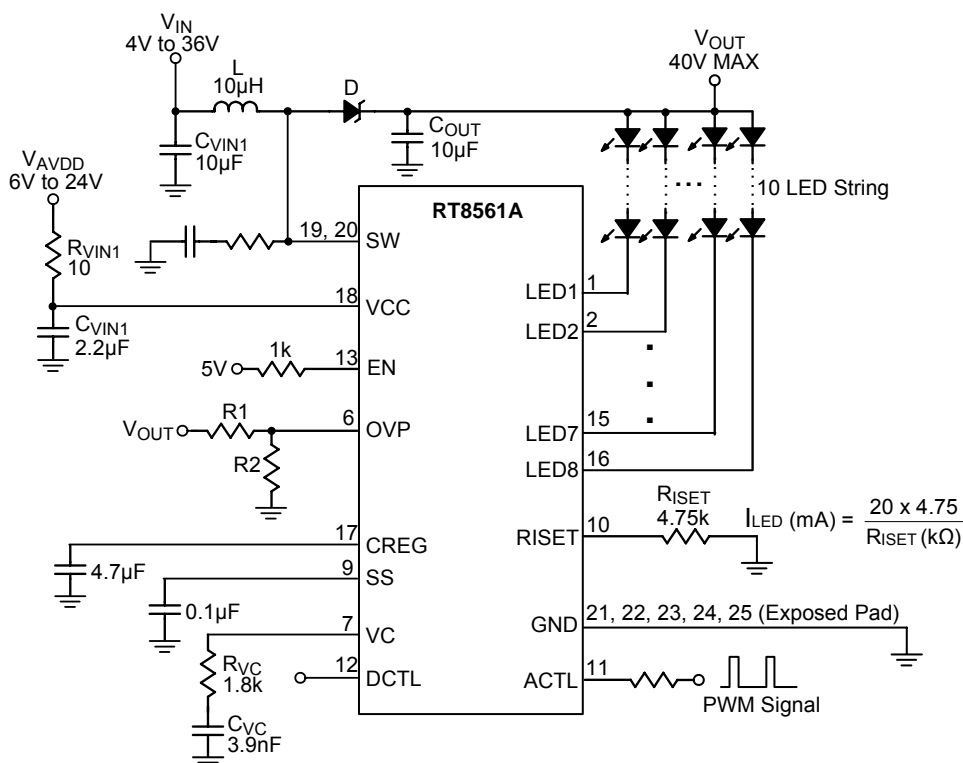 VIN
4V to 36V
VOUT
40V MAX
L
10µH
D
CVIN1
10µF
COUT
10µF
VAVDD
6V to 24V
10 LED String
RT8561A
RVIN1
10
19, 20
SW
LED1
1
18
VCC
LED2
2
CVIN1
2.2µF
1k
5V
13
EN
R1
VOUT
6
OVP
R2
LED7
15
LED8
16
RISET
4.75k
ILED (mA) = 20 x 4.75 / RISET (kΩ)
17
CREG
RISET
10
4.7µF
9
SS
0.1µF
7
VC
GND
21, 22, 23, 24, 25 (Exposed Pad)
RVC
1.8k
12
DCTL
ACTL
11
PWM Signal
CVC
3.9nF